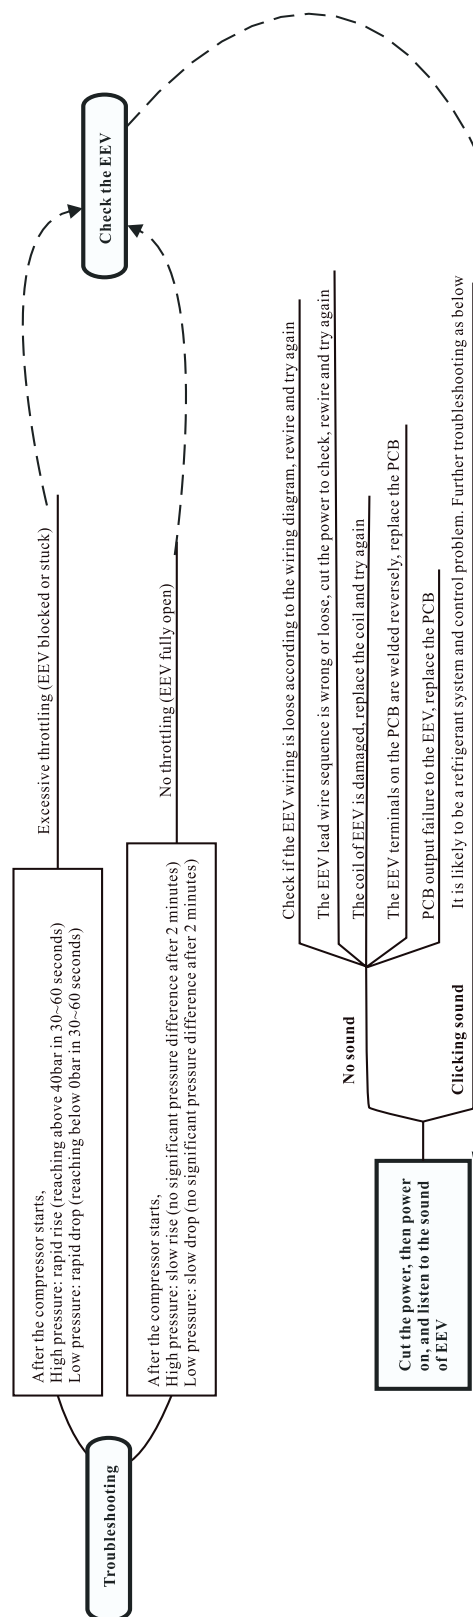 Troubleshooting
After the compressor starts,
High pressure: rapid rise (reaching above 40bar in 30~60 seconds)
Low pressure: rapid drop (reaching below 0bar in 30~60 seconds)
Excessive throttling (EEV blocked or stuck)
After the compressor starts,
High pressure: slow rise (no significant pressure difference after 2 minutes)
Low pressure: slow drop (no significant pressure difference after 2 minutes)
No throttling (EEV fully open)
Check the EEV
Cut the power, then power
on, and listen to the sound
of EEV
No sound
Check if the EEV wiring is loose according to the wiring diagram, rewire and try again
The EEV lead wire sequence is wrong or loose, cut the power to check, rewire and try again
The coil of EEV is damaged, replace the coil and try again
The EEV terminals on the PCB are welded reversely, replace the PCB
PCB output failure to the EEV, replace the PCB
Clicking sound
It is likely to be a refrigerant system and control problem. Further troubleshooting as below